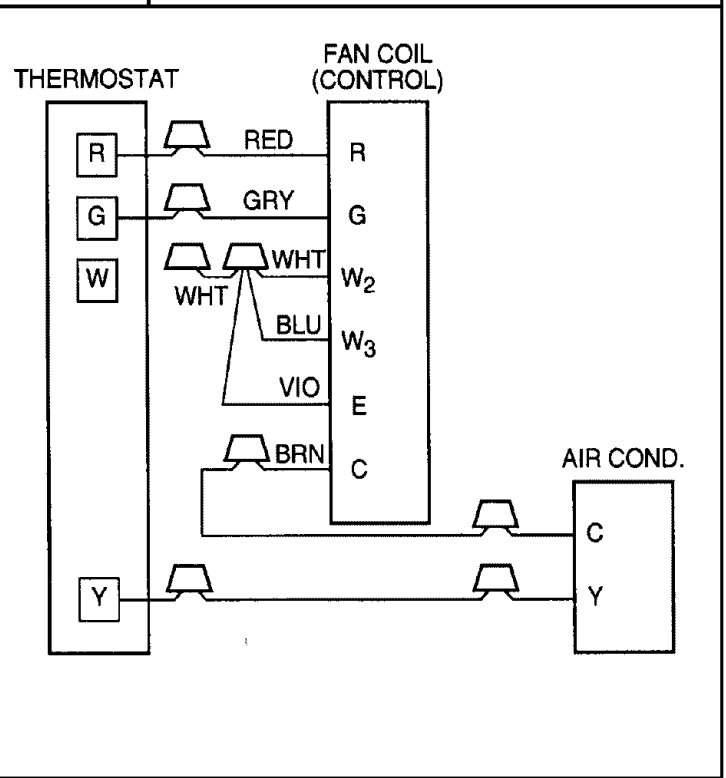 FAN COIL
(CONTROL)
THERMOSTAT
R RED R
G GRY G
W WHT WHT W2
BLU W3
VIO E
BRN C
AIR COND.
C
Y Y